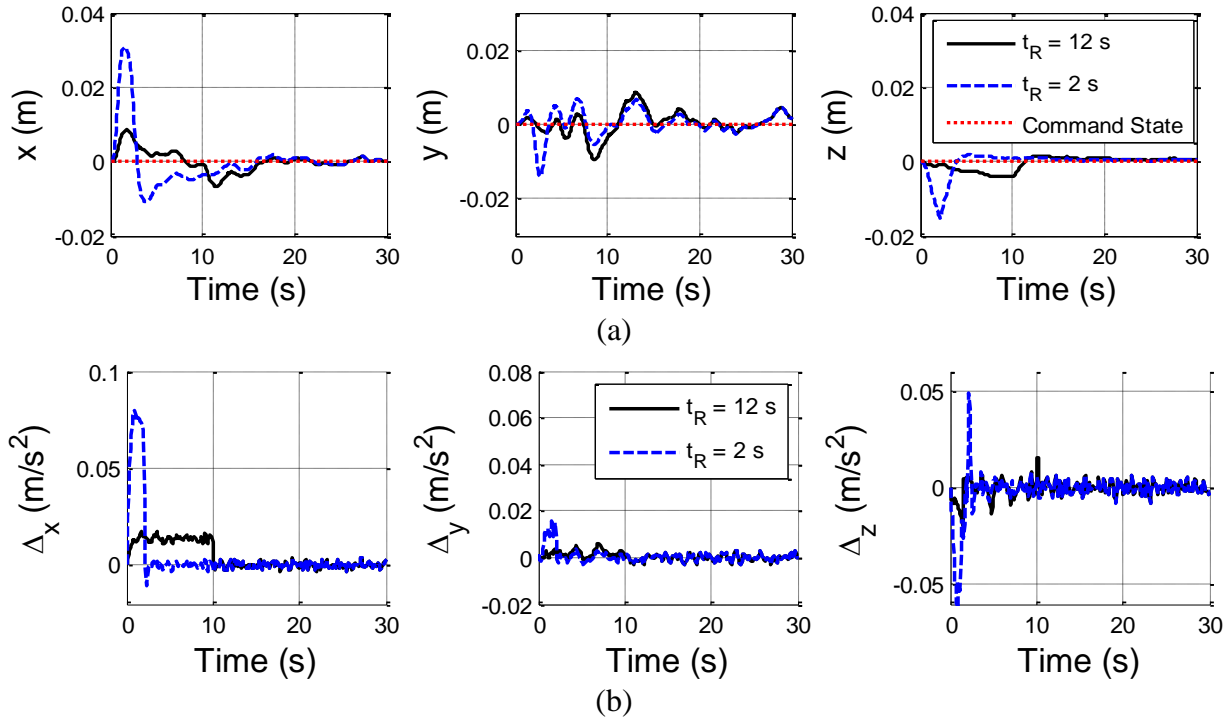 0.04
0.02
0
-0.02
x (m)
0 10 20 30
Time (s)
0.02
0
-0.02
y (m)
0 10 20 30
Time (s)
0.04
0.02
0
-0.02
z (m)
t_R = 12 s
t_R = 2 s
Command State
0 10 20 30
Time (s)
(a)
0.1
0.05
0
Δ_x (m/s^2)
0 10 20 30
Time (s)
0.08
0.06
0.04
0.02
0
-0.02
Δ_y (m/s^2)
t_R = 12 s
t_R = 2 s
0 10 20 30
Time (s)
0.05
0
-0.05
Δ_z (m/s^2)
0 10 20 30
Time (s)
(b)